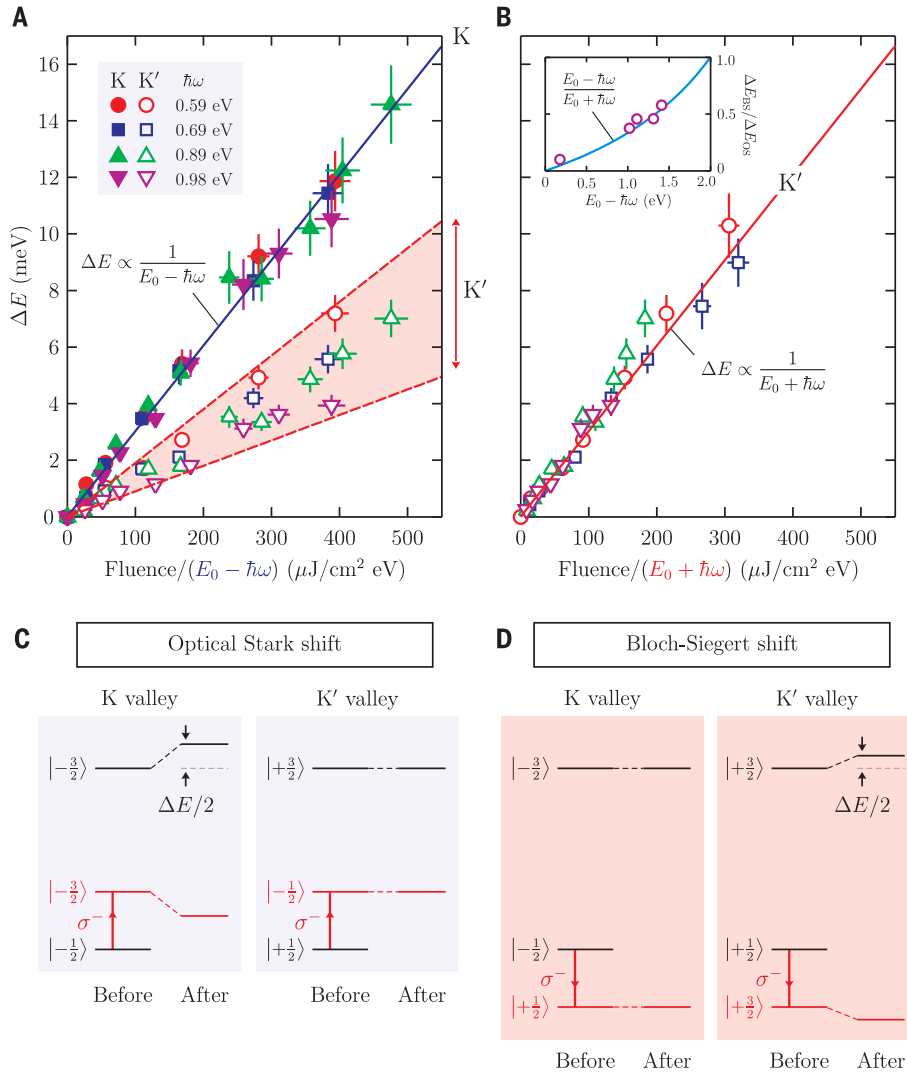 A
K
16
14
12
10
8
6
4
2
0
ΔE (meV)
K K′ ħω
0.59 eV
0.69 eV
0.89 eV
0.98 eV
ΔE ∝ 1/(E₀ − ħω)
K′
0 100 200 300 400 500
Fluence/(E₀ − ħω) (μJ/cm² eV)
B
(E₀ − ħω)/(E₀ + ħω)
1.0
0.5
0
ΔE_BS/ΔE_OS
0 0.5 1.0 1.5 2.0
E₀ − ħω (eV)
K′
ΔE ∝ 1/(E₀ + ħω)
0 100 200 300 400 500
Fluence/(E₀ + ħω) (μJ/cm² eV)
C
Optical Stark shift
K valley
|−3/2⟩
ΔE/2
|−3/2⟩
σ⁻
|−1/2⟩
Before After
K′ valley
|+3/2⟩
|−1/2⟩
σ⁻
|+1/2⟩
Before After
D
Bloch-Siegert shift
K valley
|−3/2⟩
|−1/2⟩
σ⁻
|+1/2⟩
Before After
K′ valley
|+3/2⟩
ΔE/2
|+1/2⟩
σ⁻
|+3/2⟩
Before After